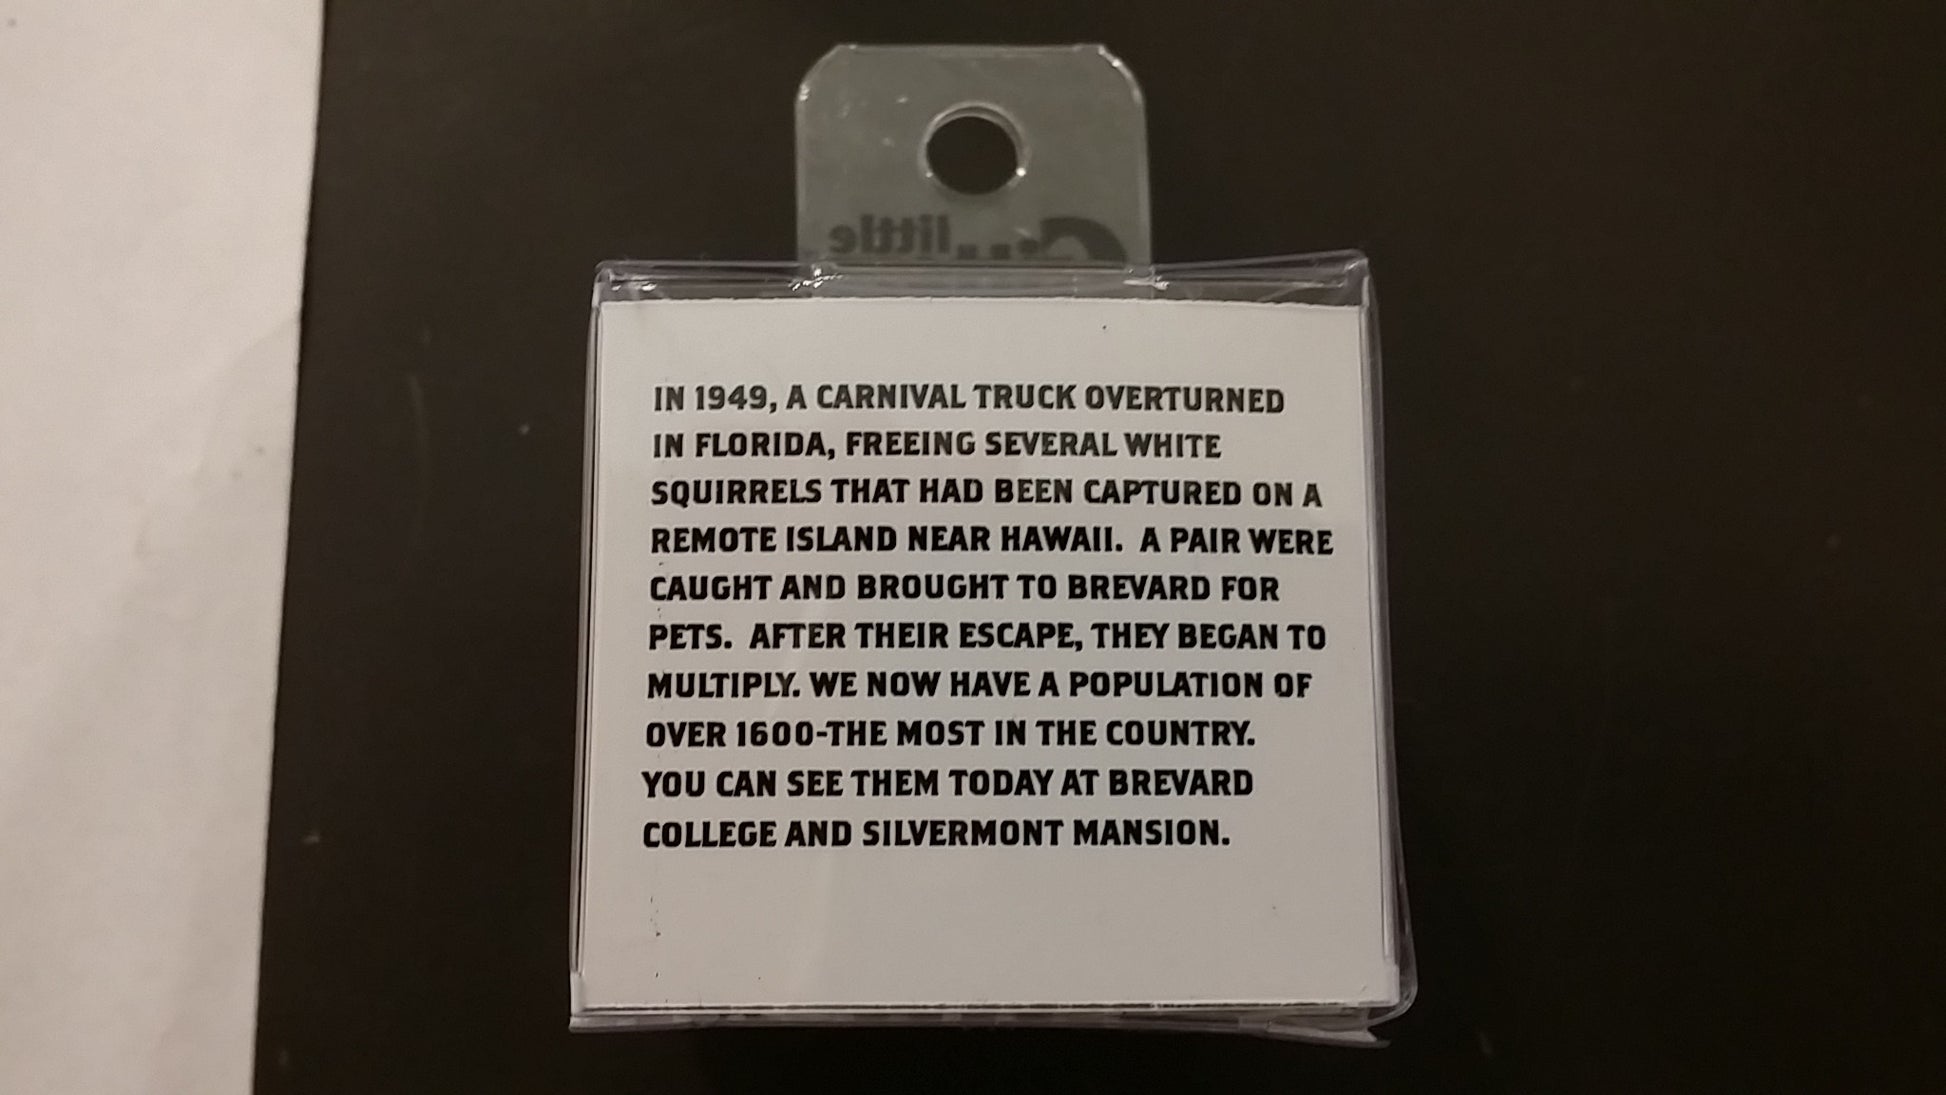 little
IN 1949, A CARNIVAL TRUCK OVERTURNED
IN FLORIDA, FREEING SEVERAL WHITE
SQUIRRELS THAT HAD BEEN CAPTURED ON A
REMOTE ISLAND NEAR HAWAII. A PAIR WERE
CAUGHT AND BROUGHT TO BREVARD FOR
PETS. AFTER THEIR ESCAPE, THEY BEGAN TO
MULTIPLY. WE NOW HAVE A POPULATION OF
OVER 1600-THE MOST IN THE COUNTRY.
YOU CAN SEE THEM TODAY AT BREVARD
COLLEGE AND SILVERMONT MANSION.